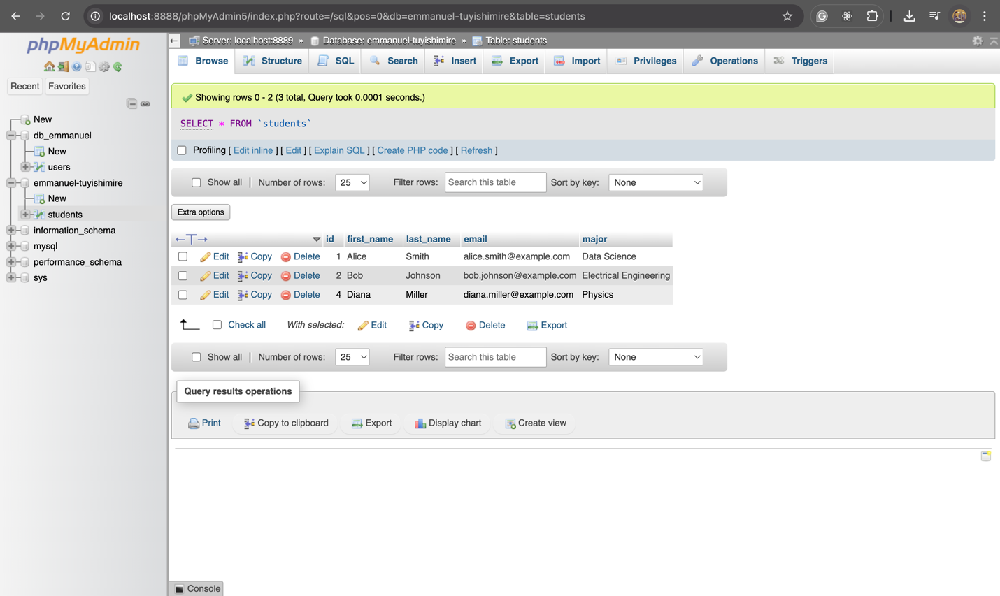 localhost:8888/phpMyAdmin5/index.php?route=/sql&pos=0&db=emmanuel-tuyishimire&table=students
phpMyAdmin
Recent Favorites
New
db_emmanuel
New
users
emmanuel-tuyishimire
New
students
information_schema
mysql
performance_schema
sys
Server: localhost:8889 » Database: emmanuel-tuyishimire » Table: students
Browse Structure SQL Search Insert Export Import Privileges Operations Triggers
Showing rows 0 - 2 (3 total, Query took 0.0001 seconds.)
SELECT * FROM `students`
Profiling [ Edit inline ] [ Edit ] [ Explain SQL ] [ Create PHP code ] [ Refresh ]
Show all | Number of rows: 25 Filter rows: Search this table Sort by key: None
Extra options
id first_name last_name email major
Edit Copy Delete 1 Alice Smith alice.smith@example.com Data Science
Edit Copy Delete 2 Bob Johnson bob.johnson@example.com Electrical Engineering
Edit Copy Delete 4 Diana Miller diana.miller@example.com Physics
Check all With selected: Edit Copy Delete Export
Show all | Number of rows: 25 Filter rows: Search this table Sort by key: None
Query results operations
Print Copy to clipboard Export Display chart Create view
Console